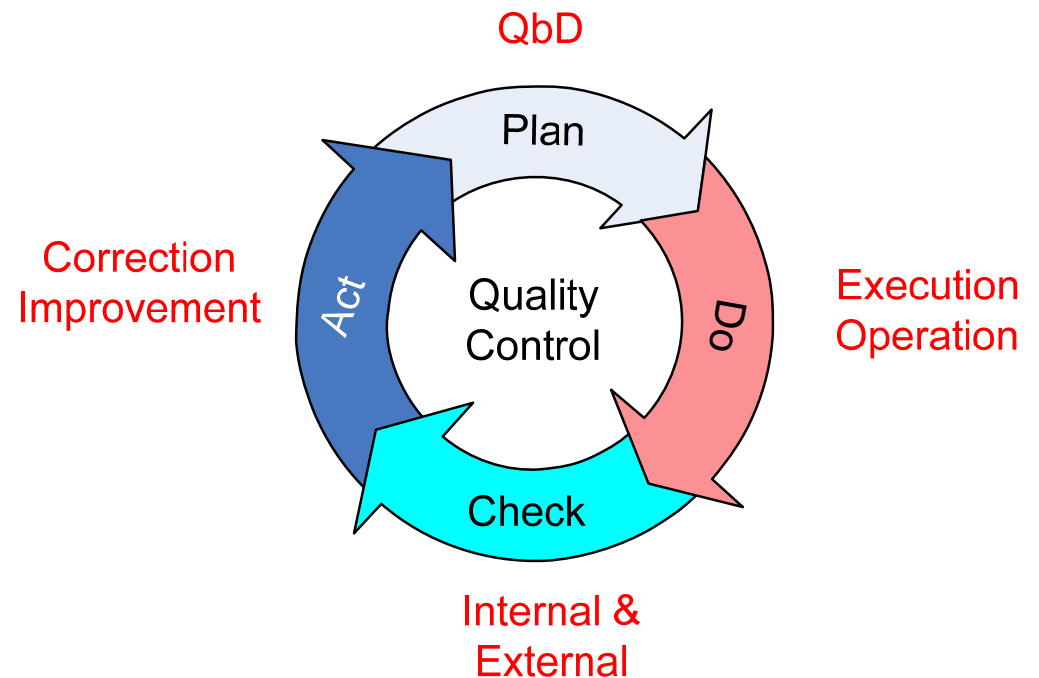 QbD
Plan
Do
Check
Act
Quality
Control
Execution
Operation
Internal &
External
Correction
Improvement